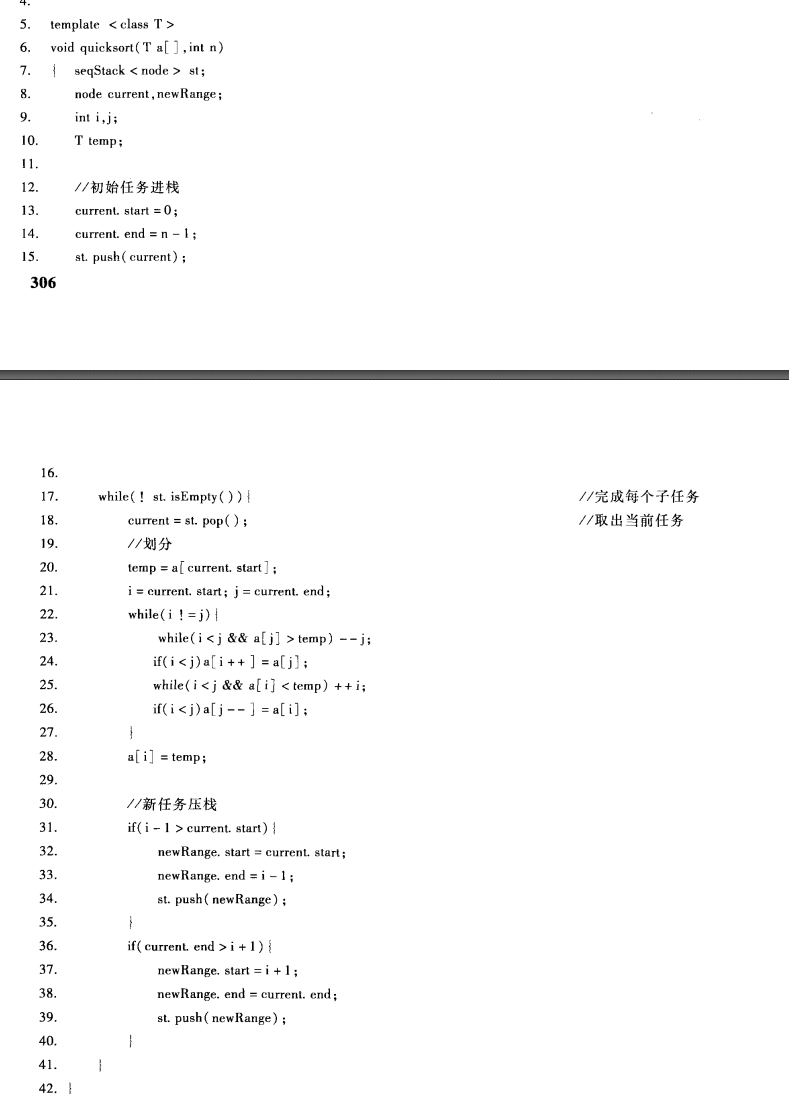 4.
5. template <class T>
6. void quicksort(T a[ ],int n)
7. { seqStack<node> st;
8. node current,newRange;
9. int i,j;
10. T temp;
11.
12. //初始任务进栈
13. current. start =0;
14. current. end = n - 1;
15. st. push( current) ;
306
16.
17. while( ! st. isEmpty( ) ) { //完成每个子任务
18. current = st. pop( ) ; //取出当前任务
19. //划分
20. temp = a[ current. start] ;
21. i = current. start; j = current. end;
22. while( i ! = j) {
23. while( i < j && a[ j] > temp) - - j;
24. if( i < j) a[ i + + ] = a[ j] ;
25. while( i < j && a[ i] < temp) + + i;
26. if( i < j) a[ j - - ] = a[ i] ;
27. }
28. a[ i] = temp;
29.
30. //新任务压栈
31. if( i - 1 > current. start) {
32. newRange. start = current. start;
33. newRange. end = i - 1;
34. st. push( newRange) ;
35. }
36. if( current. end > i + 1) {
37. newRange. start = i + 1;
38. newRange. end = current. end;
39. st. push( newRange) ;
40. }
41. }
42. }